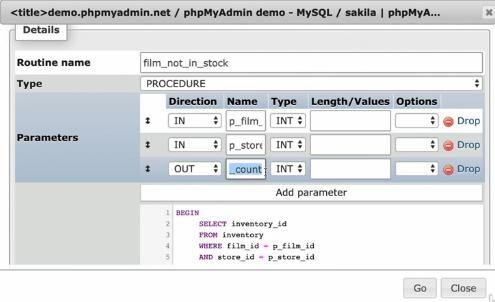 <title>demo.phpmyadmin.net / phpMyAdmin demo - MySQL / sakila | phpMyA...
Details
Routine name film_not_in_stock
Type PROCEDURE
Direction Name Type Length/Values Options
IN p_film_ INT Drop
Parameters IN p_store INT Drop
OUT _count INT Drop
Add parameter
1 BEGIN
2 SELECT inventory_id
3 FROM inventory
4 WHERE film_id = p_film_id
5 AND store_id = p_store_id
Go Close